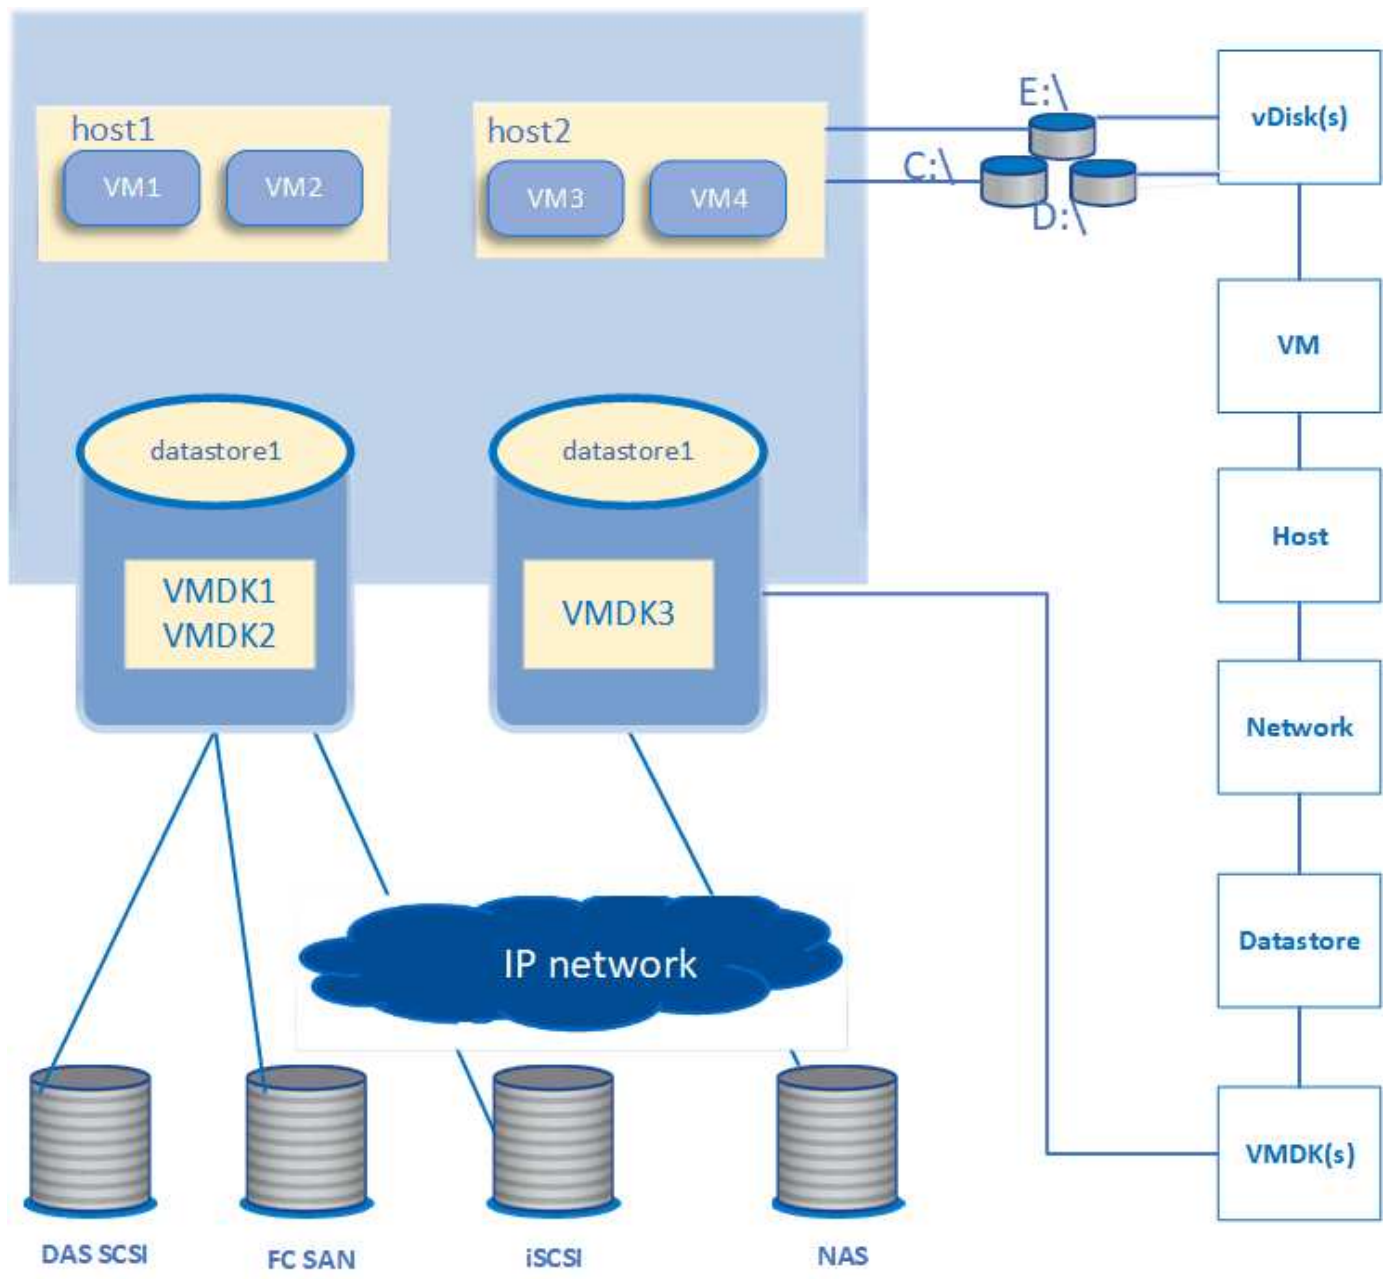 host1
VM1
VM2
host2
VM3
VM4
E:\
C:\
D:\
vDisk(s)
VM
Host
Network
Datastore
VMDK(s)
datastore1
VMDK1
VMDK2
datastore1
VMDK3
IP network
DAS SCSI
FC SAN
iSCSI
NAS